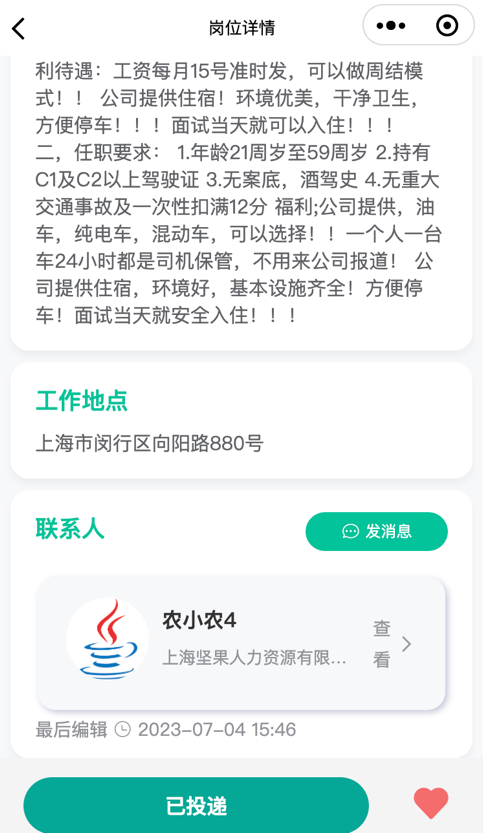 岗位详情
利待遇：工资每月15号准时发，可以做周结模
式！！ 公司提供住宿！环境优美，干净卫生，
方便停车！！！面试当天就可以入住！！！
二，任职要求： 1.年龄21周岁至59周岁 2.持有
C1及C2以上驾驶证 3.无案底，酒驾史 4.无重大
交通事故及一次性扣满12分 福利;公司提供，油
车，纯电车，混动车，可以选择！！一个人一台
车24小时都是司机保管，不用来公司报道！ 公
司提供住宿，环境好，基本设施齐全！方便停
车！面试当天就安全入住！！！
工作地点
上海市闵行区向阳路880号
联系人
发消息
农小农4
上海坚果人力资源有限...
查
看
最后编辑 2023-07-04 15:46
已投递